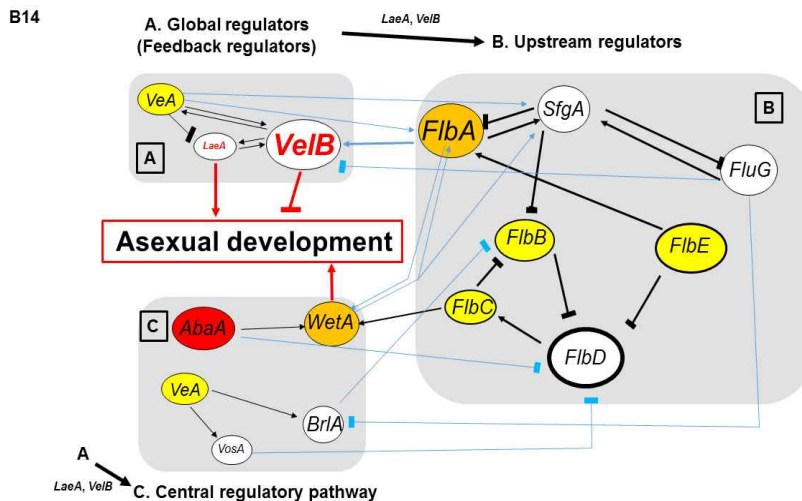 B14
A. Global regulators
(Feedback regulators)
LaeA, VelB
B. Upstream regulators
VeA
LaeA
VelB
A
FlbA
SfgA
B
FluG
Asexual development
FlbB
FlbE
C
AbaA
WetA
FlbC
FlbD
VeA
BrlA
VosA
A
LaeA, VelB
C. Central regulatory pathway